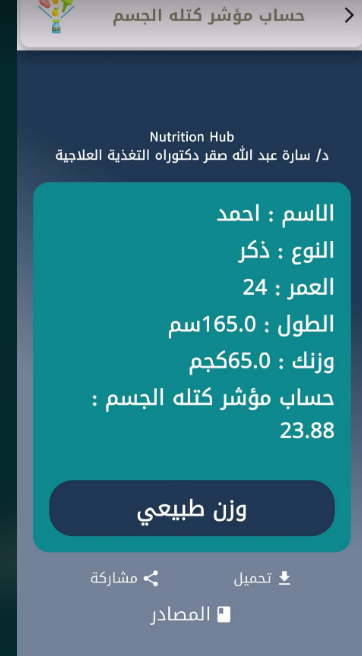 حساب مؤشر كتله الجسم
Nutrition Hub
د/ سارة عبد الله صقر دكتوراه التغذية العلاجية
الاسم : احمد
النوع : ذكر
العمر : 24
الطول : 165.0سم
وزنك : 65.0كجم
حساب مؤشر كتله الجسم :
23.88
وزن طبيعي
تحميل
مشاركة
المصادر